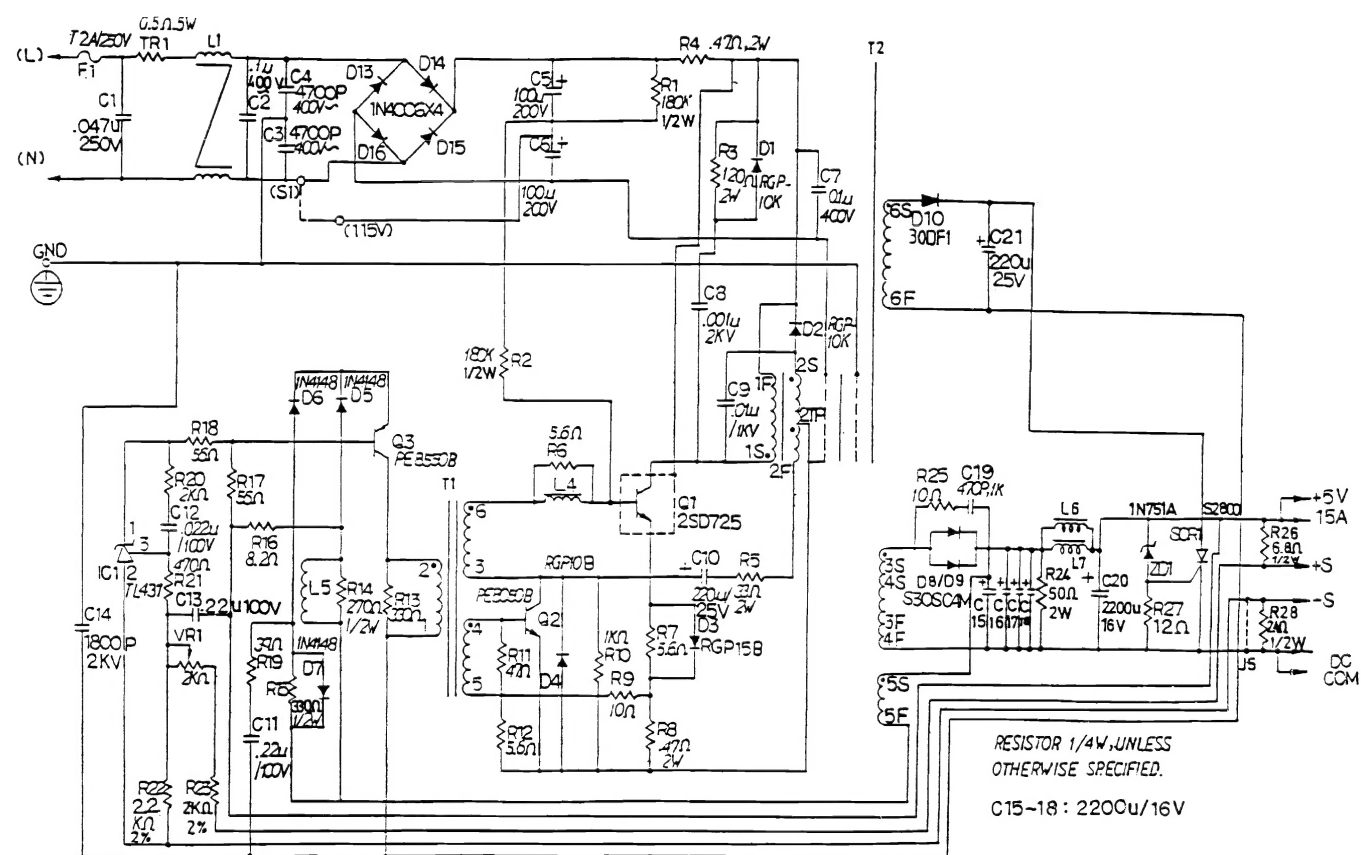 (L)
T2A/250V
F1
0.5Ω.5W
TR1
L1
C1
.047u
250V
(N)
.1u
400V
C2
C4
4700P
400V~
C3
4700P
400V~
D13
D14
1N4006X4
D16
D15
(S1)
(115V)
C5
100u
200V
C6
100u
200V
R1
180K
1/2W
R4 .47Ω,2W
R3
120Ω
2W
D1
RGP-
10K
C7
.01u
400V
T2
GND
6S
D10
30DF1
C21
220u
25V
6F
C8
.001u
2KV
D2
RGP-
10K
180K
1/2W
R2
1F
2S
C9
.01u
/1KV
2TP
1S
2F
1N4148
1N4148
D6
D5
R18
55Ω
Q3
PE8550B
R20
2KΩ
R17
55Ω
C12
.022u
/100V
1
3
2
IC1
TL431
470Ω
R21
R16
8.2Ω
C13
2.2u100V
C14
1800P
2KV
VR1
2KΩ
L5
R14
270Ω
1/2W
R13
330Ω
2
T1
39Ω
R19
1N4148
D7
R15
330Ω
1/2W
C11
.22u
/100V
R22
2.2
KΩ
2%
R23
2KΩ
2%
5.6Ω
R6
L4
6
3
4
5
Q1
2SD725
RGP10B
PE8050B
Q2
C10
220u/
25V
R5
33Ω
2W
D3
RGP15B
R7
5.6Ω
R11
47Ω
D4
1KΩ
R10
R9
10Ω
R12
5.6Ω
R8
.47Ω
2W
R25
10Ω
C19
470P,1K
3S
4S
3F
4F
D8/D9
S30SC4M
C
15
C
16
C
17
R24
50Ω
2W
L6
L7
C20
2200u
16V
1N751A
ZD1
S2800
SCR1
R27
12Ω
+5V
15A
R26
6.8Ω
1/2W
+S
-S
R28
1/2W
JS
DC
COM
5S
5F
RESISTOR 1/4W,UNLESS
OTHERWISE SPECIFIED.
C15~18: 2200u/16V